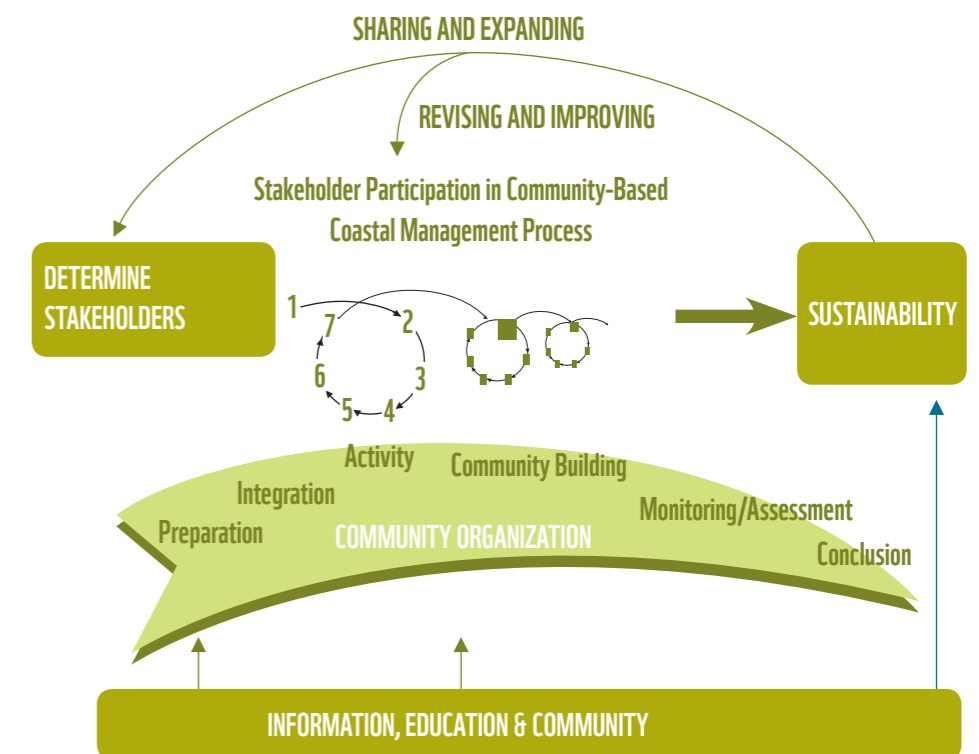 SHARING AND EXPANDING
REVISING AND IMPROVING
Stakeholder Participation in Community-Based
Coastal Management Process
DETERMINE
STAKEHOLDERS
SUSTAINABILITY
1
2
3
4
5
6
7
Activity
Community Building
Integration
Monitoring/Assessment
Preparation
COMMUNITY ORGANIZATION
Conclusion
INFORMATION, EDUCATION & COMMUNITY